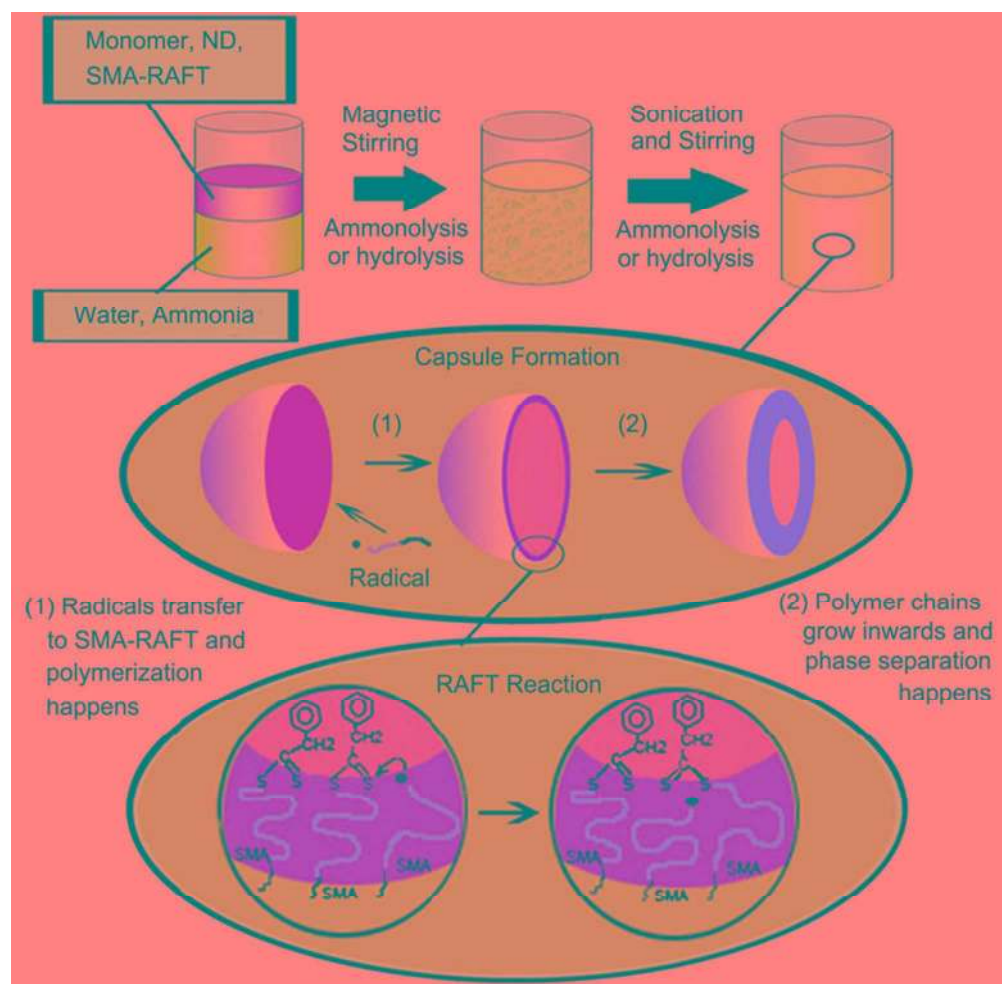 Monomer, ND,
SMA-RAFT
Magnetic
Stirring
Ammonolysis
or hydrolysis
Sonication
and Stirring
Ammonolysis
or hydrolysis
Water, Ammonia
Capsule Formation
(1)
(2)
Radical
(1) Radicals transfer
to SMA-RAFT and
polymerization
happens
(2) Polymer chains
grow inwards and
phase separation
happens
RAFT Reaction
CH2
C
S
S
CH2
C
S
S
SMA
SMA
SMA
CH2
C
S
S
CH2
C
S
S
SMA
SMA
SMA